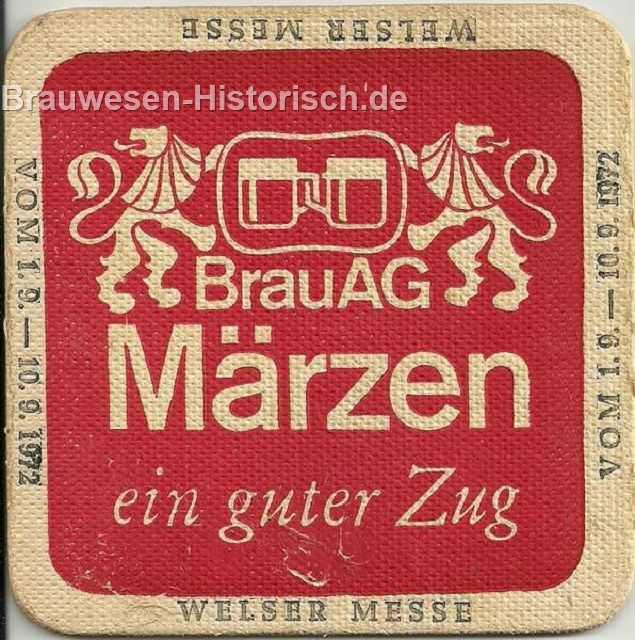 WELSER MESSE
Brauwesen-Historisch.de
VOM 1.9.—10.9.1972
VOM 1.9.—10.9.1972
BrauAG
Märzen
ein guter Zug
WELSER MESSE